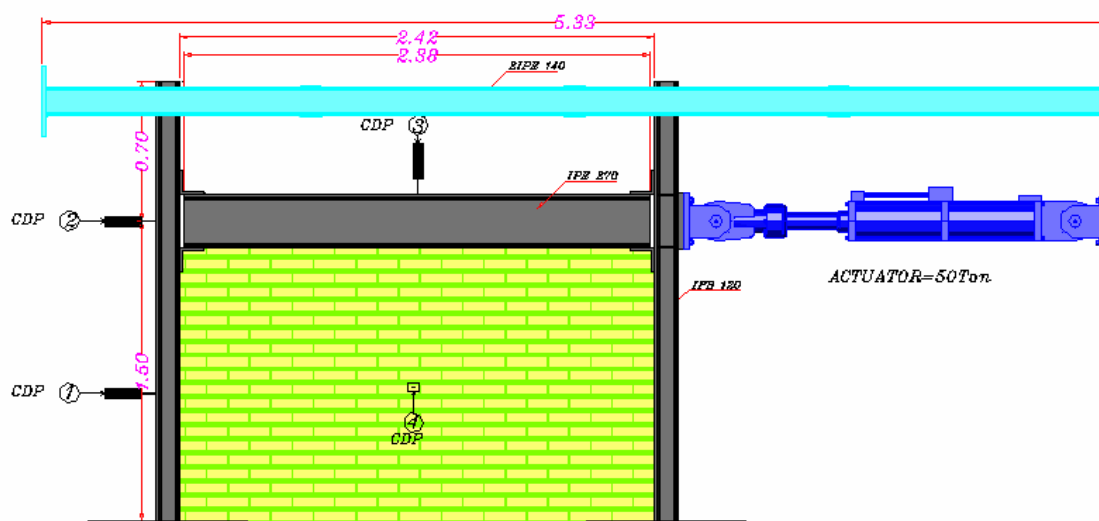 5.33
2.42
2.38
2IPE 140
CDP 3
0.70
IPE 270
CDP 2
ACTUATOR=50Ton
IPB 120
1.50
CDP 1
4
CDP